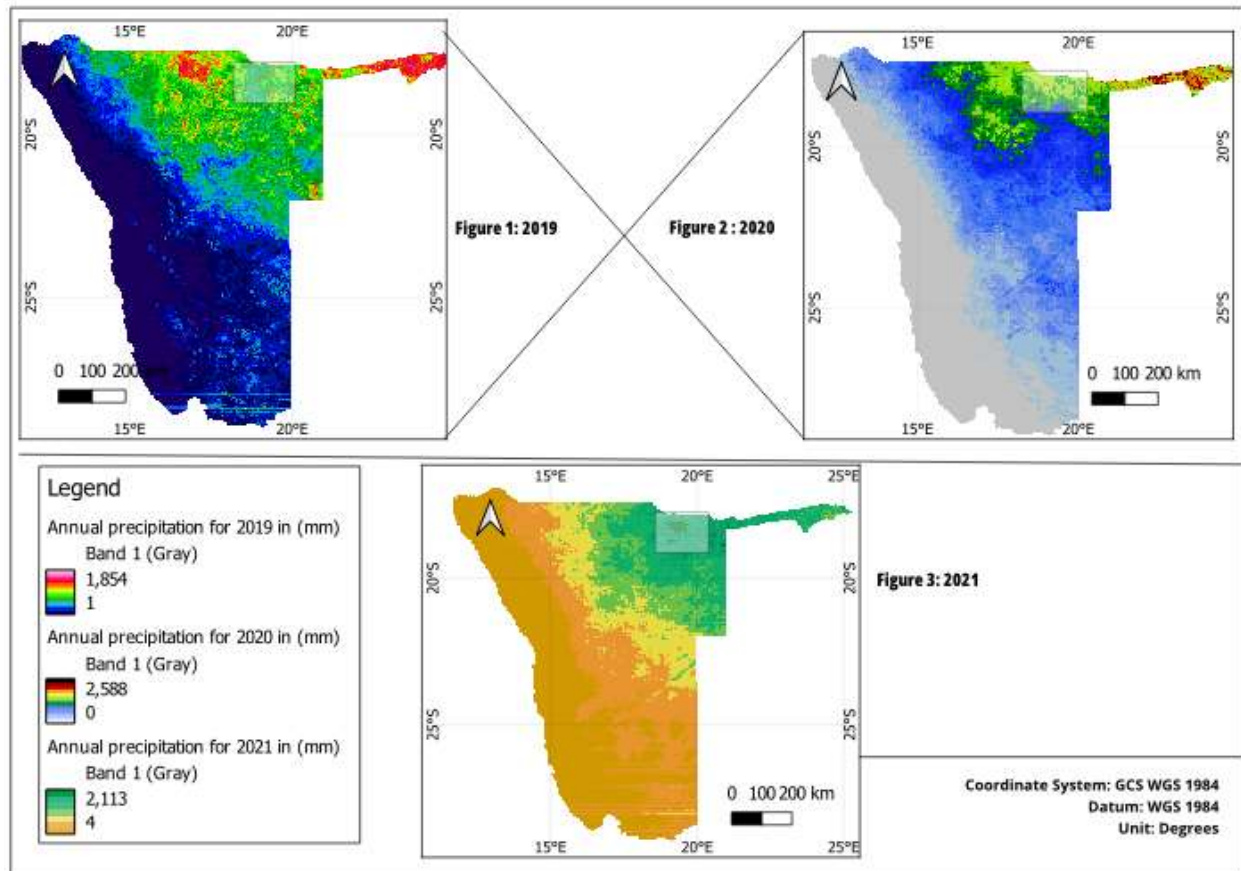 15°E 20°E
20°S
25°S
0 100 200
15°E 20°E
Figure 1: 2019
Figure 2 : 2020
15°E 20°E
20°S 20°S
25°S 25°S
0 100 200 km
15°E 20°E
Legend
Annual precipitation for 2019 in (mm)
Band 1 (Gray)
1,854
1
Annual precipitation for 2020 in (mm)
Band 1 (Gray)
2,588
0
Annual precipitation for 2021 in (mm)
Band 1 (Gray)
2,113
4
15°E 20°E 25°E
20°S 20°S
25°S 25°S
0 100 200 km
15°E 20°E 25°E
Figure 3: 2021
Coordinate System: GCS WGS 1984
Datum: WGS 1984
Unit: Degrees